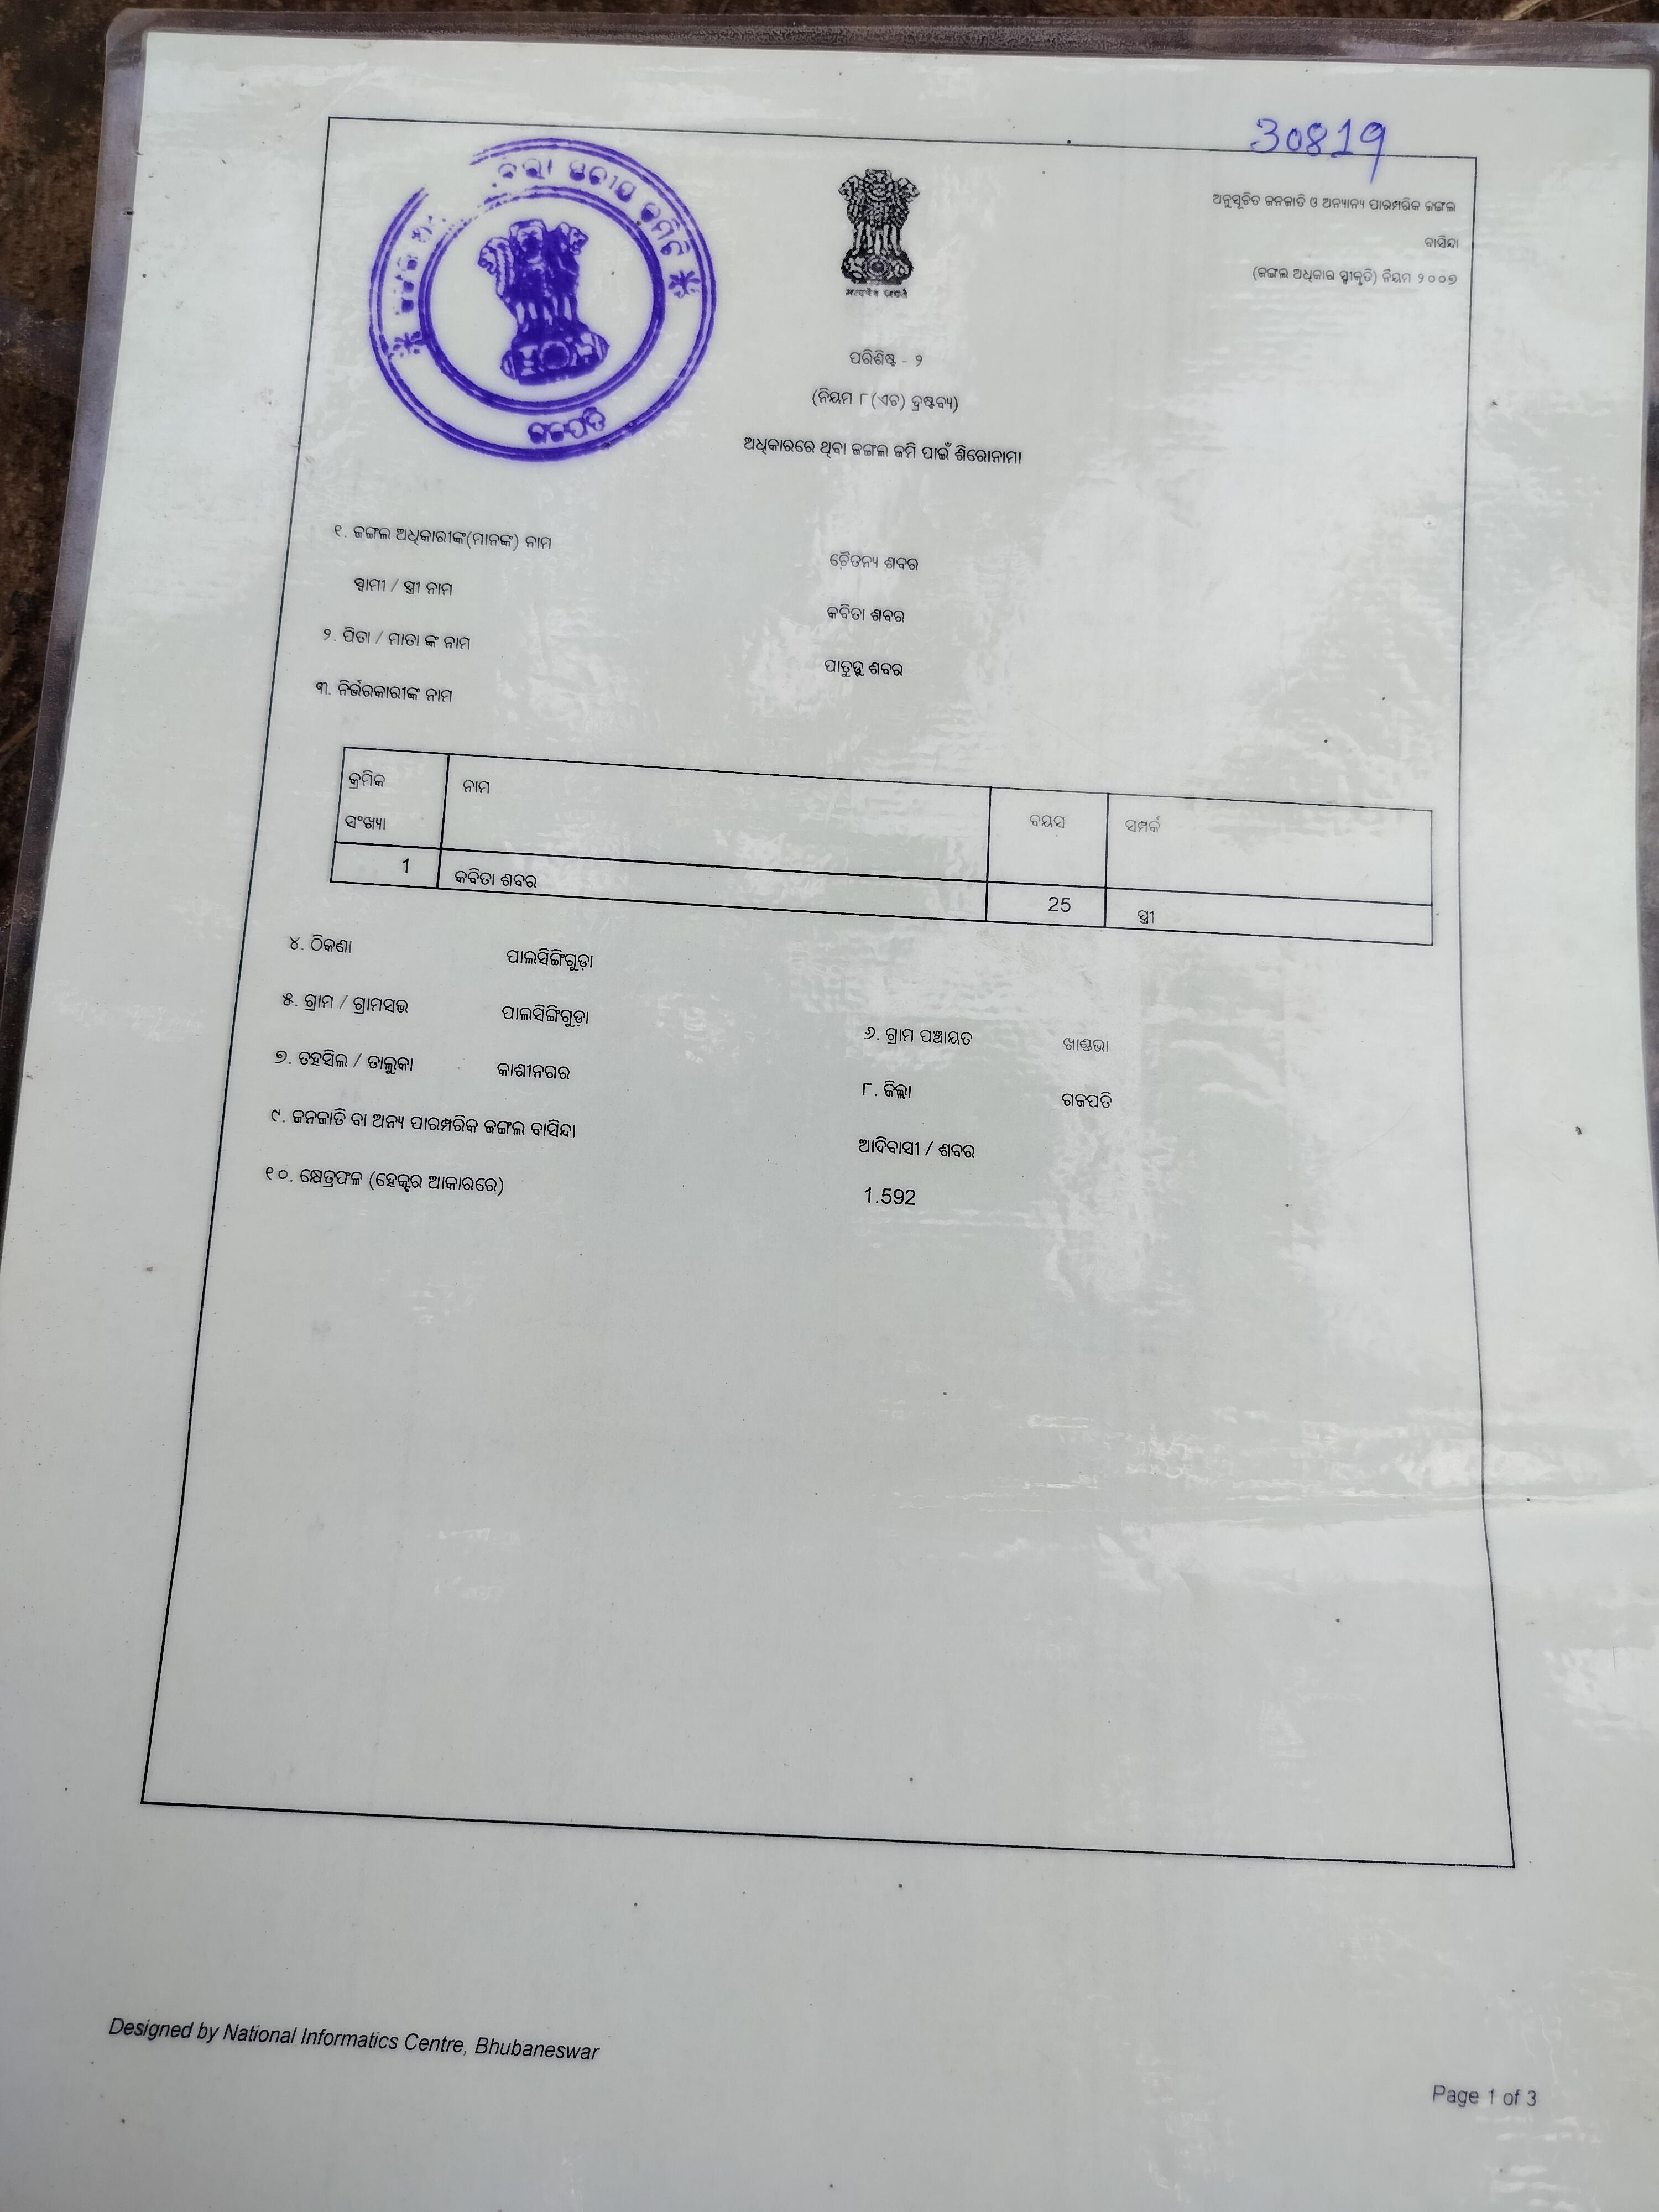 30819
ଅନୁସୂଚିତ ଜନଜାତି ଓ ଅନ୍ୟାନ୍ୟ ପାରମ୍ପରିକ ଜଙ୍ଗଲ
ବାସିନ୍ଦା
(ଜଙ୍ଗଲ ଅଧିକାର ସ୍ୱୀକୃତି) ନିୟମ ୨୦୦୭
ଜିଲ୍ଲା ସ୍ତରୀୟ କମିଟି
ଗଜପତି
ପରିଶିଷ୍ଟ - ୨
(ନିୟମ ୮(ଏଚ) ଦ୍ରଷ୍ଟବ୍ୟ)
ଅଧିକାରରେ ଥିବା ଜଙ୍ଗଲ ଜମି ପାଇଁ ଶିରୋନାମା
୧. ଜଙ୍ଗଲ ଅଧିକାରୀଙ୍କ(ମାନଙ୍କ) ନାମ ଚୈତନ୍ୟ ଶବର
ସ୍ୱାମୀ / ସ୍ତ୍ରୀ ନାମ କବିତା ଶବର
୨. ପିତା / ମାତା ଙ୍କ ନାମ ଶବର
୩. ନିର୍ଭରକାରୀଙ୍କ ନାମ
କ୍ରମିକ ସଂଖ୍ୟା ନାମ ବୟସ ସମ୍ପର୍କ
1 କବିତା ଶବର 25 ସ୍ତ୍ରୀ
୪. ଠିକଣା ପାଲସିଙ୍ଗିଗୁଡ଼ା
୫. ଗ୍ରାମ / ଗ୍ରାମସଭ ପାଲସିଙ୍ଗିଗୁଡ଼ା ୬. ଗ୍ରାମ ପଞ୍ଚାୟତ ଖାଣ୍ଡଭା
୭. ତହସିଲ / ତାଲୁକା କାଶୀନଗର ୮. ଜିଲ୍ଲା ଗଜପତି
୯. ଜନଜାତି ବା ଅନ୍ୟ ପାରମ୍ପରିକ ଜଙ୍ଗଲ ବାସିନ୍ଦା ଆଦିବାସୀ / ଶବର
୧୦. କ୍ଷେତ୍ରଫଳ (ହେକ୍ଟର ଆକାରରେ) 1.592
Designed by National Informatics Centre, Bhubaneswar
Page 1 of 3